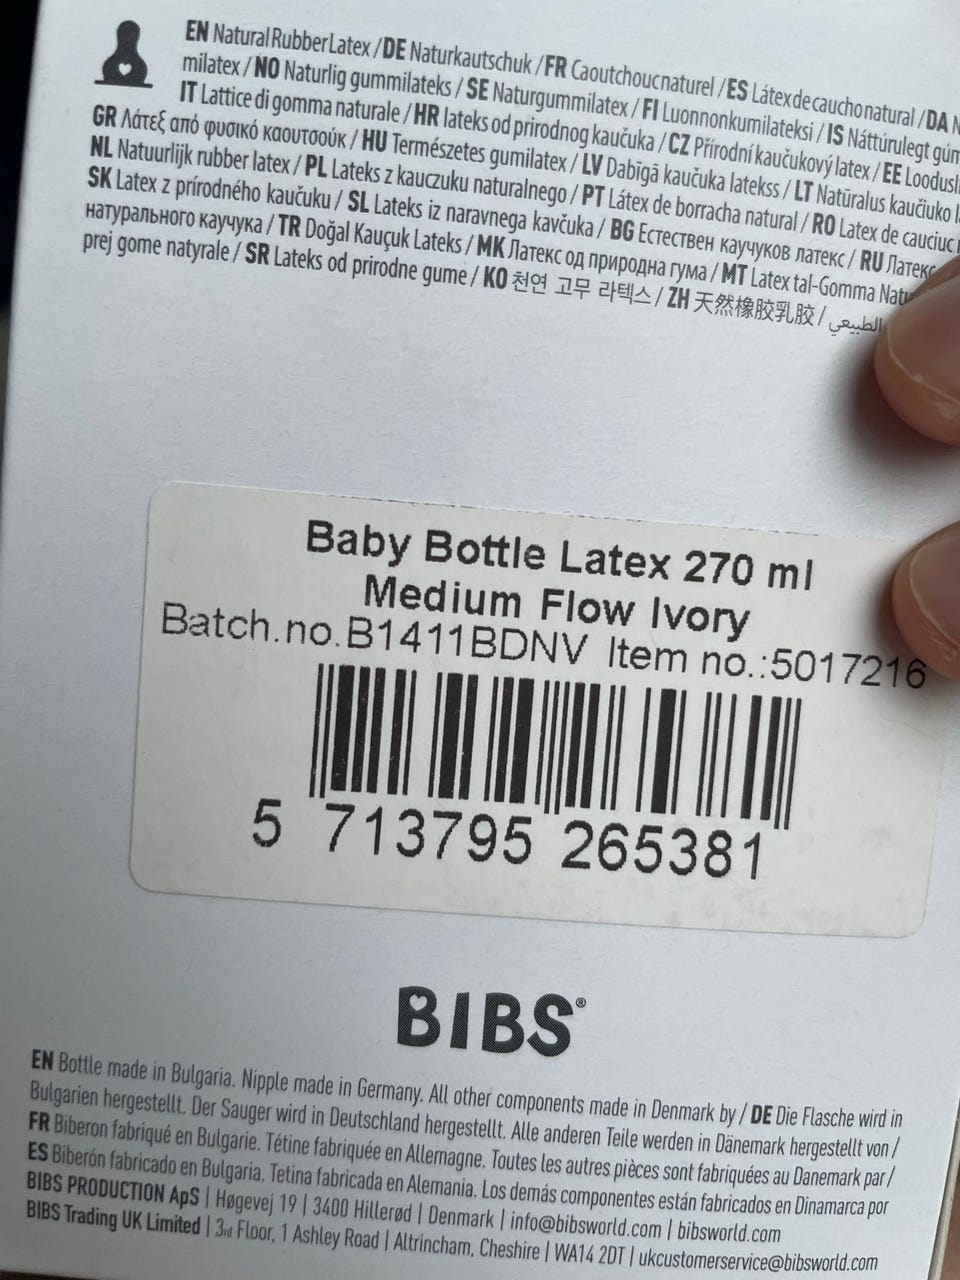 EN Natural Rubber Latex / DE Naturkautschuk / FR Caoutchouc naturel / ES Látex de caucho natural / DA
milatex / NO Naturlig gummilateks / SE Naturgummilatex / FI Luonnonkumilateksi / IS Náttúrulegt
IT Lattice di gomma naturale / HR lateks od prirodnog kaučuka / CZ Přírodní kaučukový latex / EE
GR Λάτεξ από φυσικό καουτσούκ / HU Természetes gumilatex / LV Dabīgā kaučuka latekss / LT Natūralus kaučiuko
NL Natuurlijk rubber latex / PL Lateks z kauczuku naturalnego / PT Látex de borracha natural / RO Latex de cauciuc
SK Latex z prírodného kaučuku / SL Lateks iz naravnega kavčuka / BG Естествен каучуков латекс / RU Латекс
натурального каучука / TR Doğal Kauçuk Lateks / MK Латекс од природна гума / MT Latex tal-Gomma
prej gome natyrale / SR Lateks od prirodne gume / KO 천연 고무 라텍스 / ZH 天然橡胶乳胶 / الطبيعي
Baby Bottle Latex 270 ml
Medium Flow Ivory
Batch.no.B1411BDNV Item no.:5017216
5 713795 265381
BIBS®
EN Bottle made in Bulgaria. Nipple made in Germany. All other components made in Denmark by / DE Die Flasche wird in
Bulgarien hergestellt. Der Sauger wird in Deutschland hergestellt. Alle anderen Teile werden in Dänemark hergestellt von /
FR Biberon fabriqué en Bulgarie. Tétine fabriquée en Allemagne. Toutes les autres pièces sont fabriquées au Danemark par /
ES Biberón fabricado en Bulgaria. Tetina fabricada en Alemania. Los demás componentes están fabricados en Dinamarca por
BIBS PRODUCTION ApS | Høgevej 19 | 3400 Hillerød | Denmark | info@bibsworld.com | bibsworld.com
BIBS Trading UK Limited | 3rd Floor, 1 Ashley Road | Altrincham, Cheshire | WA14 2DT | ukcustomerservice@bibsworld.com